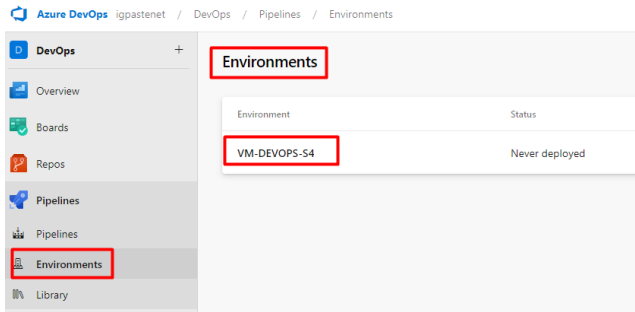 Azure DevOps igpastenet / DevOps / Pipelines / Environments
D DevOps +
Overview
Boards
Repos
Pipelines
Pipelines
Environments
Library
Environments
Environment Status
VM-DEVOPS-S4 Never deployed